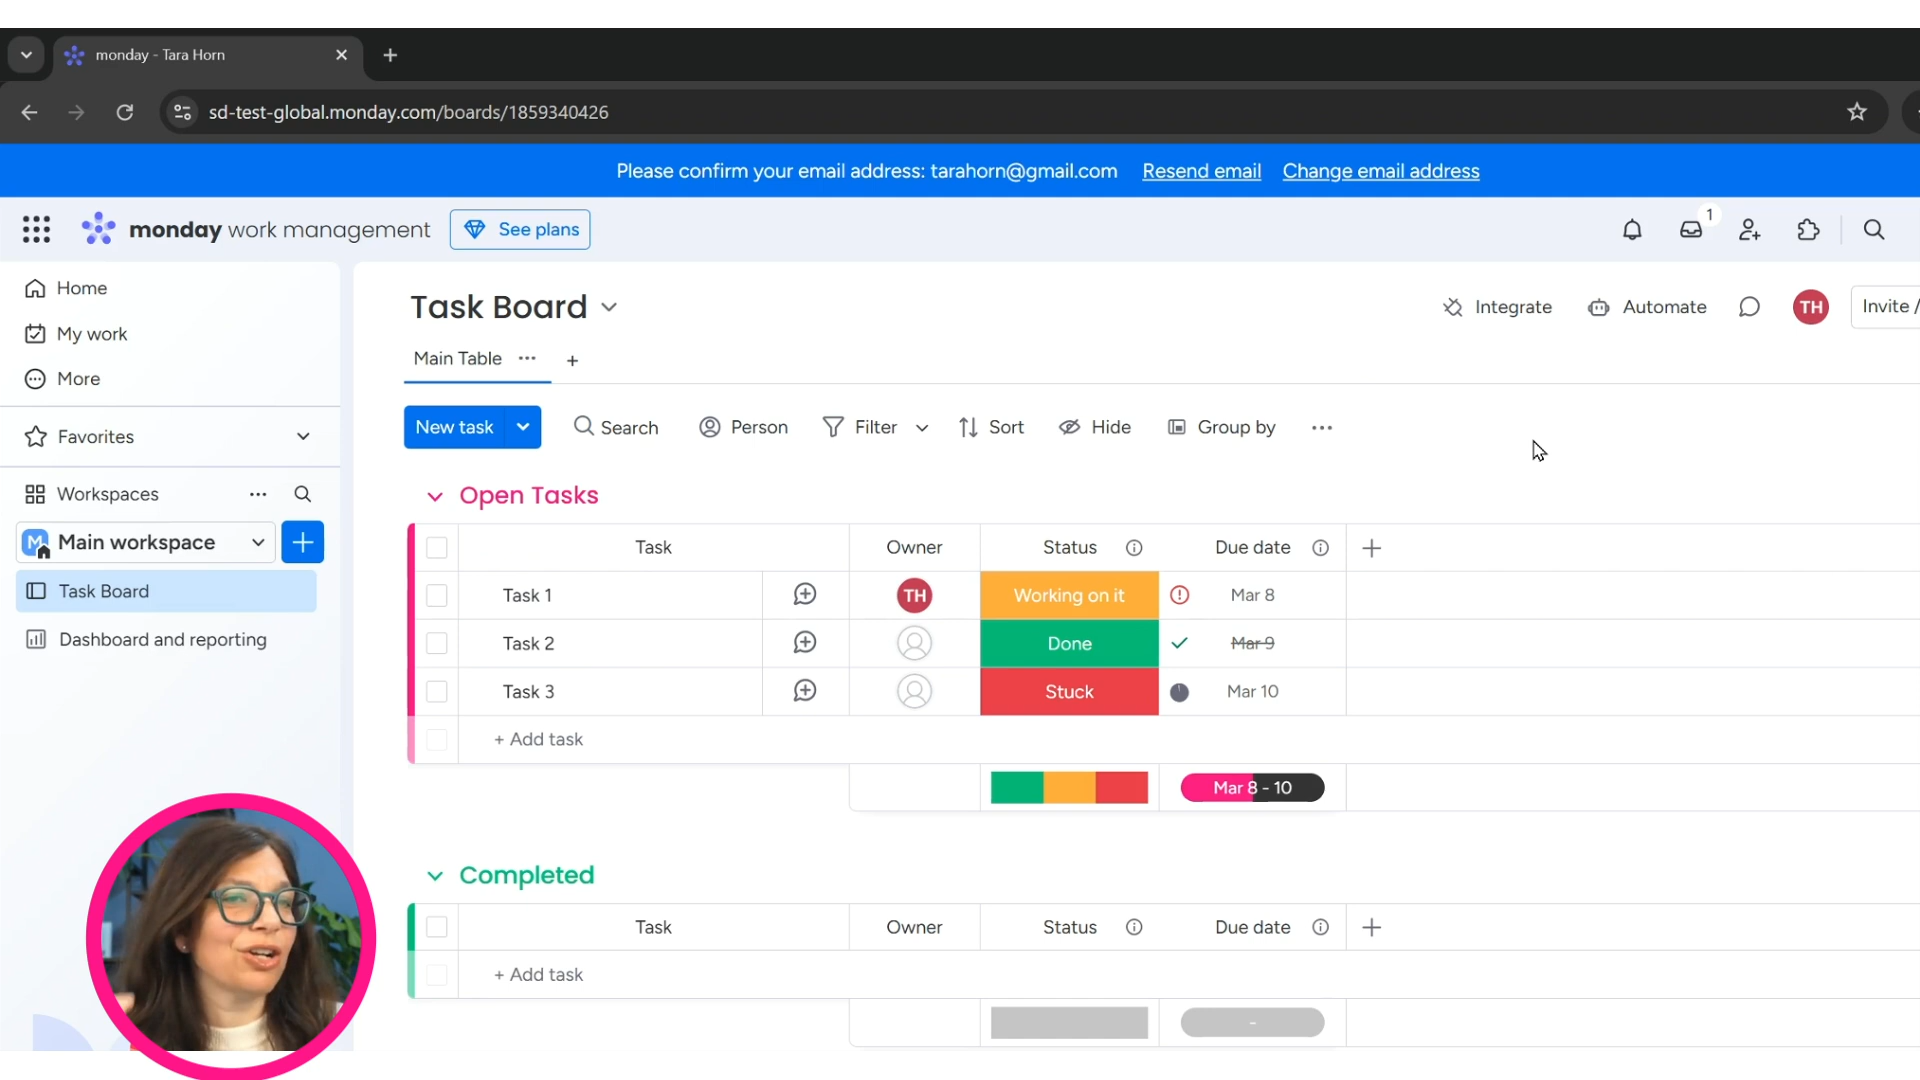 monday - Tara Horn
sd-test-global.monday.com/boards/1859340426
Please confirm your email address: tarahorn@gmail.com Resend email Change email address
monday work management See plans
1
Home
My work
More
Favorites
Workspaces
M Main workspace
Task Board
Dashboard and reporting
Task Board
Integrate Automate TH Invite /
Main Table
New task Search Person Filter Sort Hide Group by
Open Tasks
Task Owner Status Due date
Task 1 TH Working on it Mar 8
Task 2 Done Mar 9
Task 3 Stuck Mar 10
+ Add task
Mar 8 - 10
Completed
Task Owner Status Due date
+ Add task
-